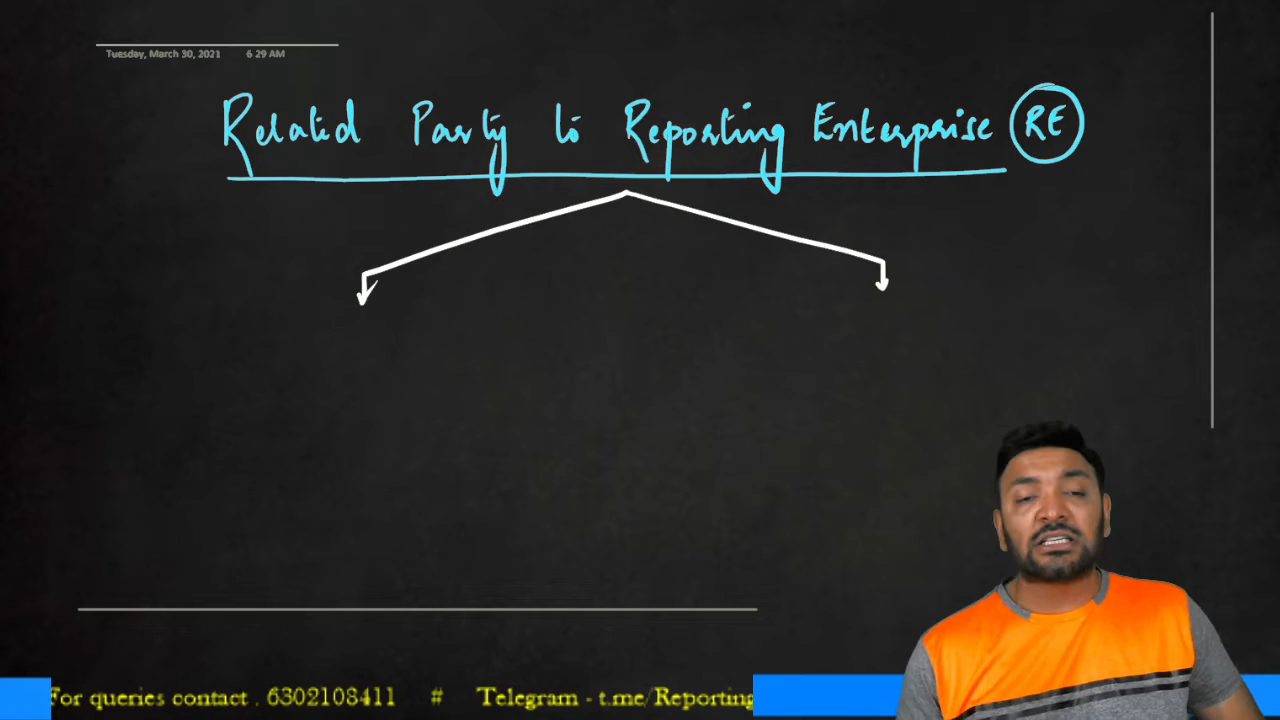 Tuesday, March 30, 2021 6 29 AM
Related Party to Reporting Enterprise RE
For queries contact . 6302108411 # Telegram - t.me/Reporting